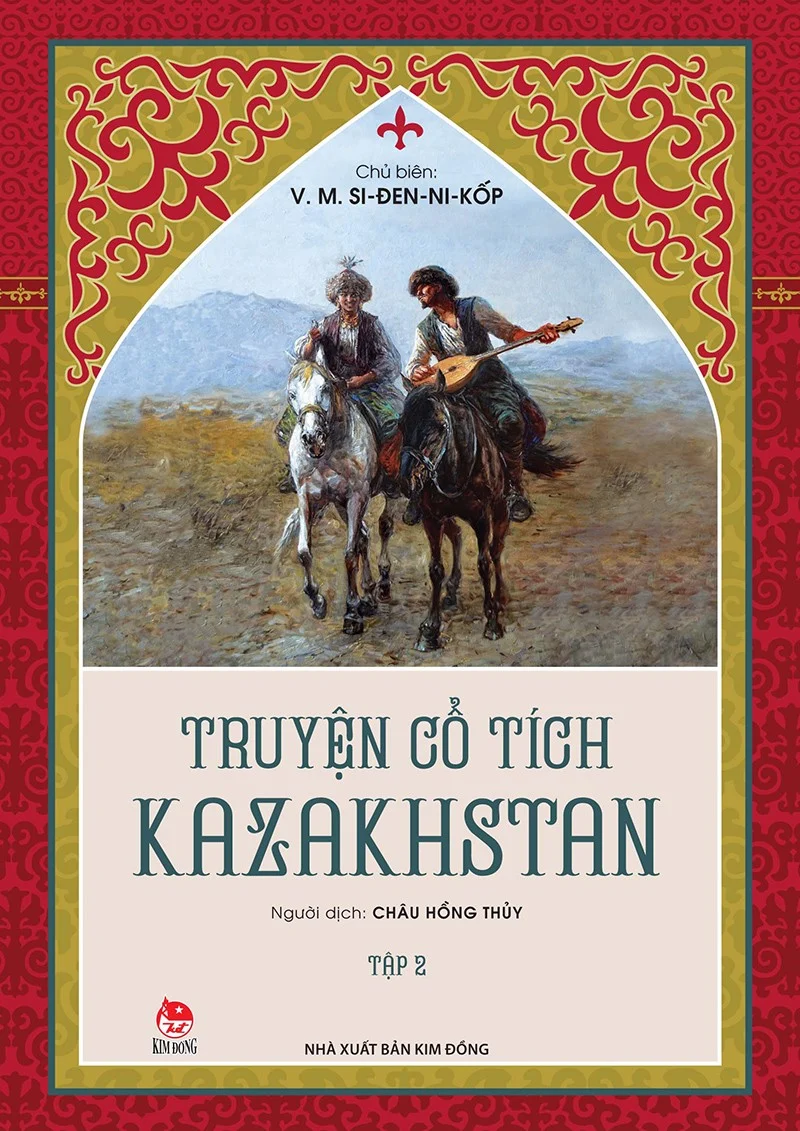 Chủ biên:
V. M. SI-ĐEN-NI-KỐP
TRUYỆN CỔ TÍCH
KAZAKHSTAN
Người dịch: CHÂU HỒNG THỦY
TẬP 2
KIM ĐỒNG
NHÀ XUẤT BẢN KIM ĐỒNG